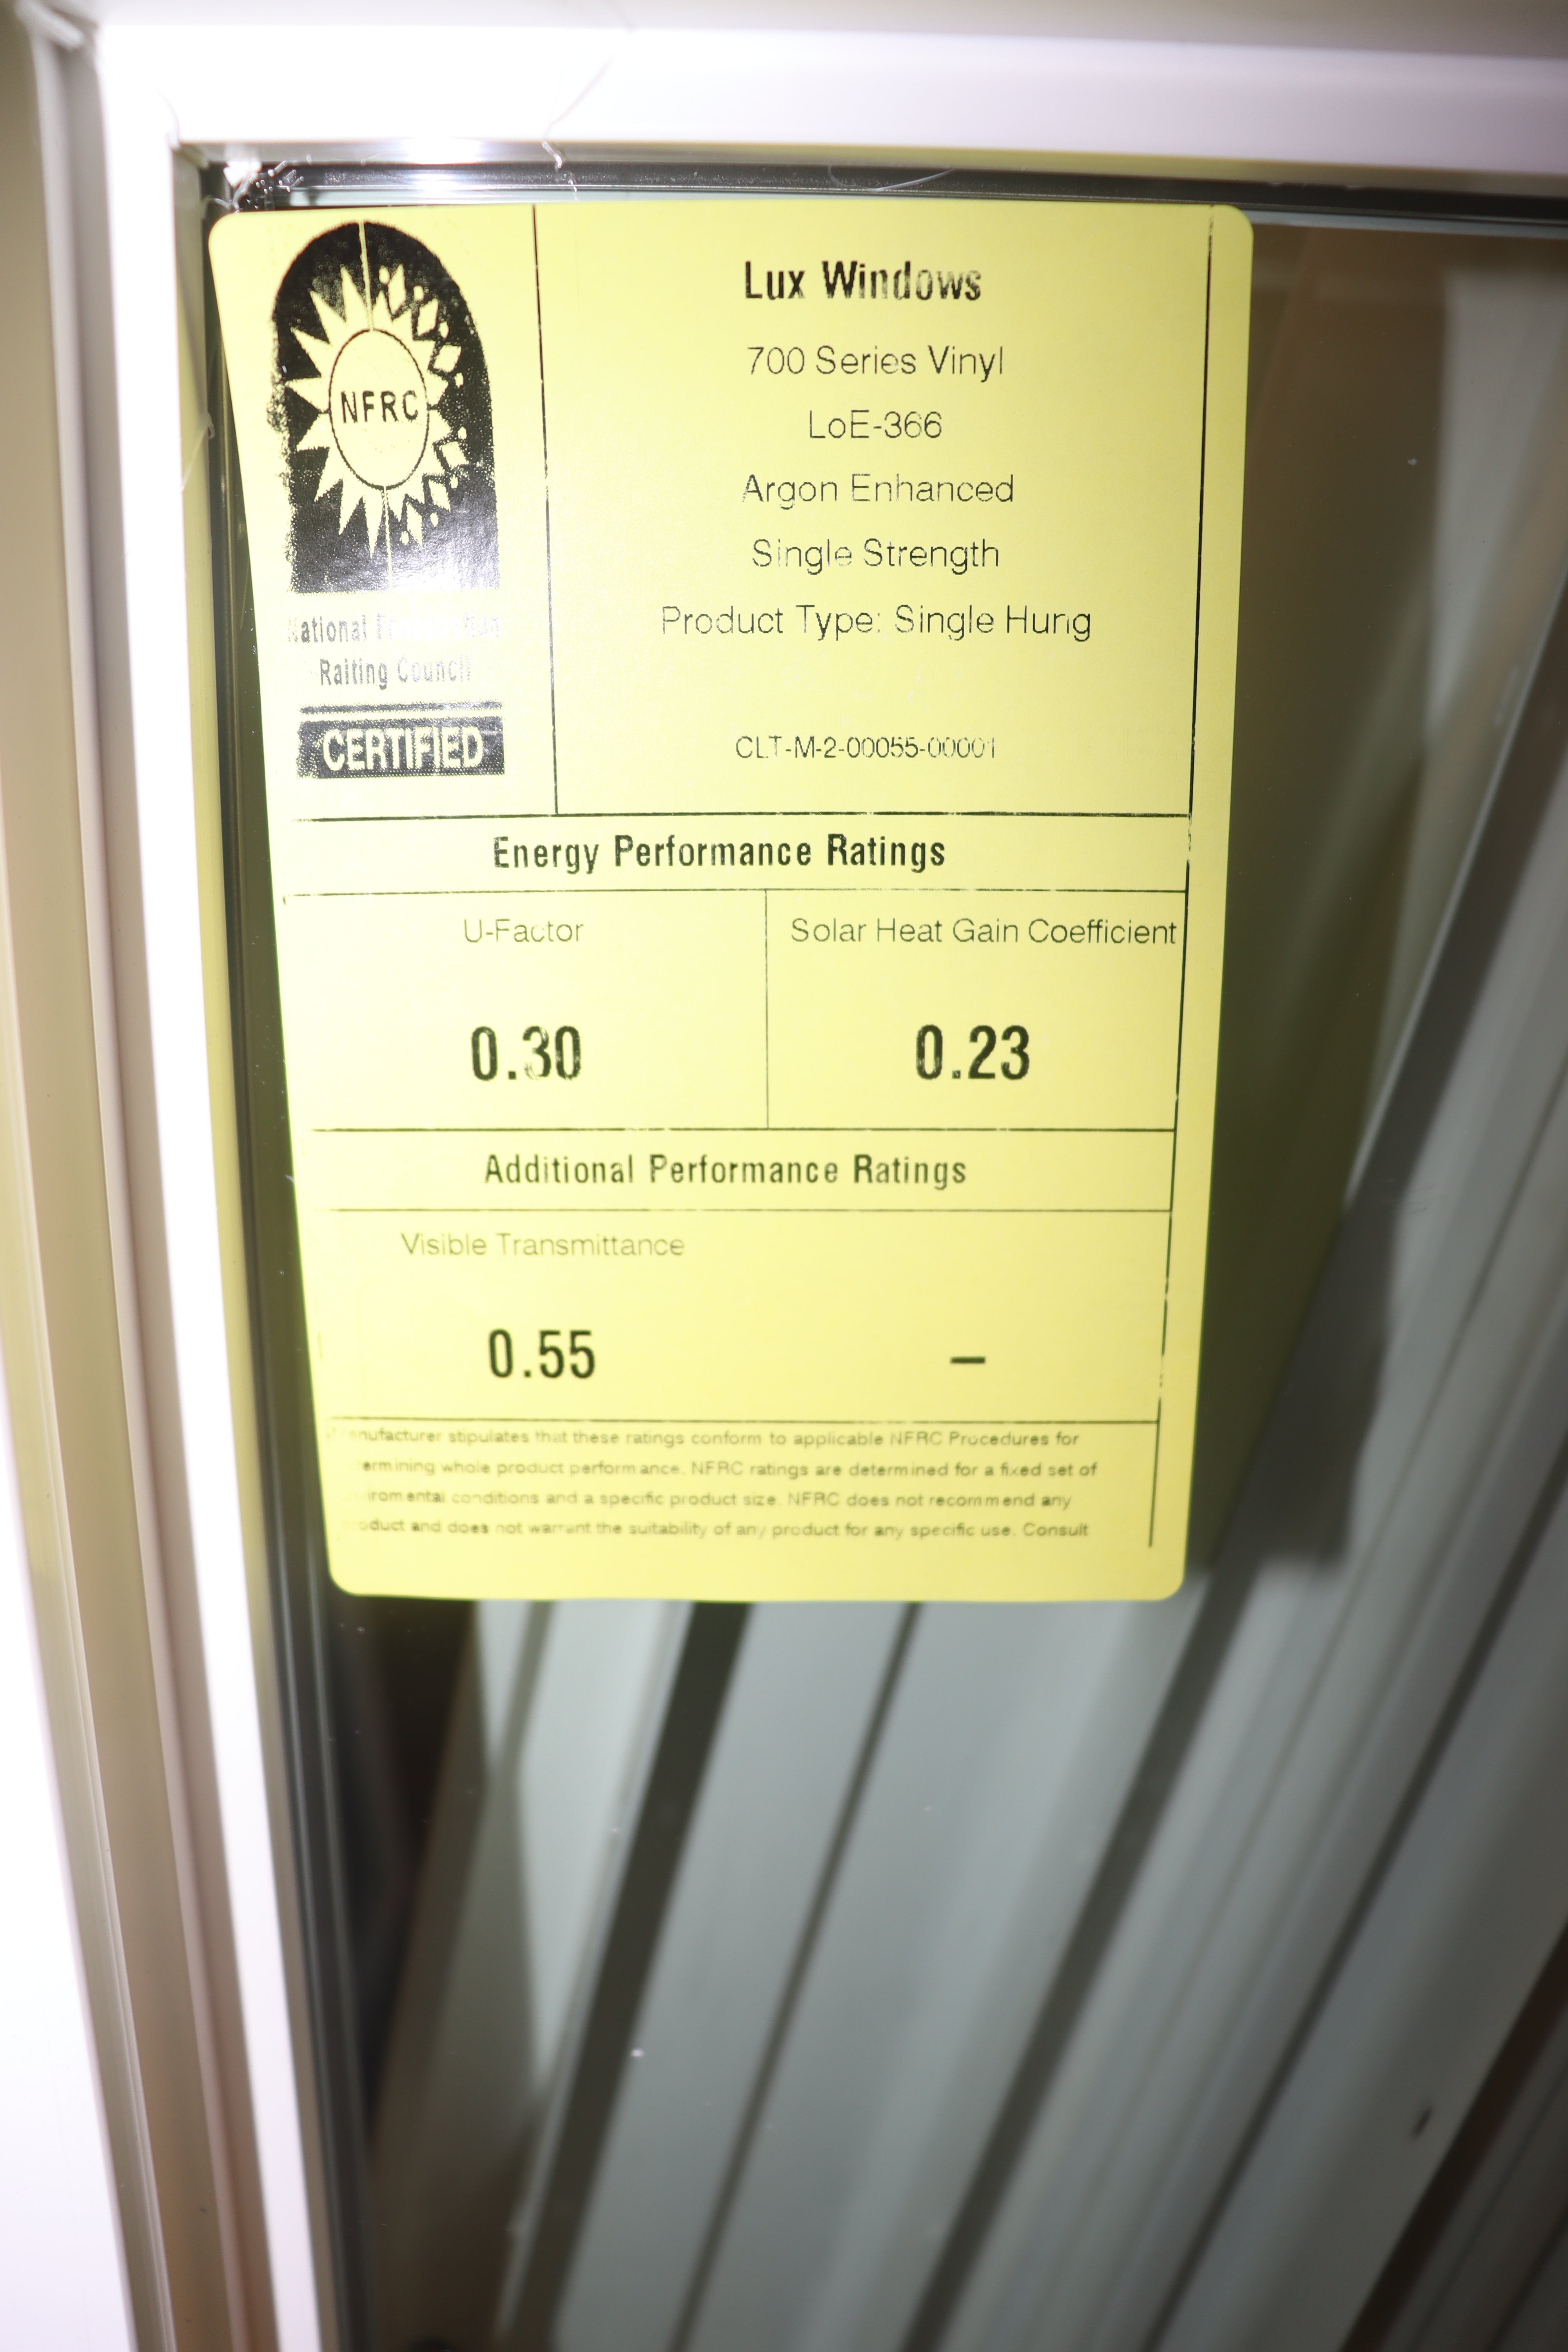 NFRC
National Fenestration
Raiting Council
CERTIFIED
Lux Windows
700 Series Vinyl
LoE-366
Argon Enhanced
Single Strength
Product Type: Single Hung
CLT-M-2-00055-00001
Energy Performance Ratings
U-Factor
0.30
Solar Heat Gain Coefficient
0.23
Additional Performance Ratings
Visible Transmittance
0.55
–
stipulates that these ratings conform to applicable NFRC Procedures for
whole product performance. NFRC ratings are determined for a fixed set of
conditions and a specific product size. NFRC does not recommend any
and does not warrant the suitability of any product for any specific use. Consult